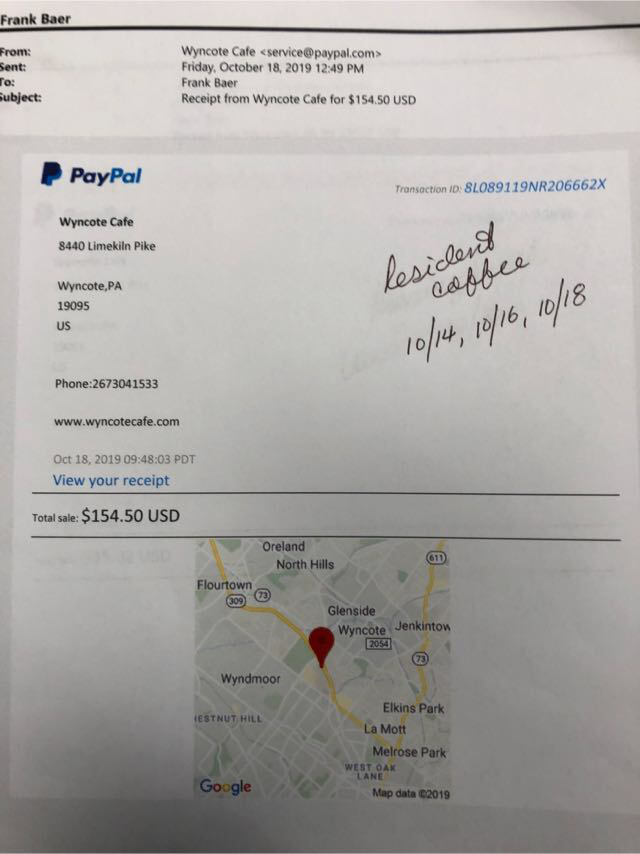 Frank Baer
From: Wyncote Cafe <service@paypal.com>
Sent: Friday, October 18, 2019 12:49 PM
To: Frank Baer
Subject: Receipt from Wyncote Cafe for $154.50 USD
PayPal
Transaction ID: 8L089119NR206662X
Wyncote Cafe
8440 Limekiln Pike
Resident
coffee
10/14, 10/16, 10/18
Wyncote,PA
19095
US
Phone:2673041533
www.wyncotecafe.com
Oct 18, 2019 09:48:03 PDT
View your receipt
Total sale: $154.50 USD
Oreland
North Hills
611
Flourtown
309
73
Glenside
Wyncote
Jenkintow
2054
73
Wyndmoor
Elkins Park
HESTNUT HILL
La Mott
Melrose Park
WEST OAK
LANE
Google
Map data ©2019